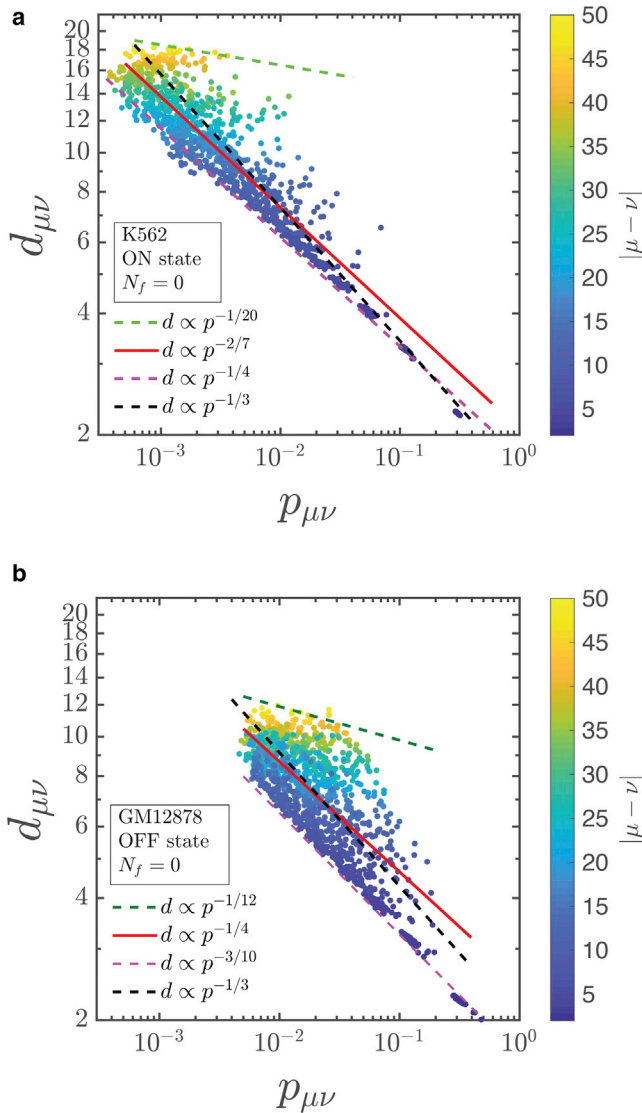 a
20
18
16
14
12
10
8
6
4
2
d_{μν}
K562
ON state
N_f = 0
d ∝ p^{-1/20}
d ∝ p^{-2/7}
d ∝ p^{-1/4}
d ∝ p^{-1/3}
10^{-3} 10^{-2} 10^{-1} 10^0
p_{μν}
50
45
40
35
30
25
20
15
10
5
|μ − ν|
b
20
18
16
14
12
10
8
6
4
2
d_{μν}
GM12878
OFF state
N_f = 0
d ∝ p^{-1/12}
d ∝ p^{-1/4}
d ∝ p^{-3/10}
d ∝ p^{-1/3}
10^{-3} 10^{-2} 10^{-1} 10^0
p_{μν}
50
45
40
35
30
25
20
15
10
5
|μ − ν|